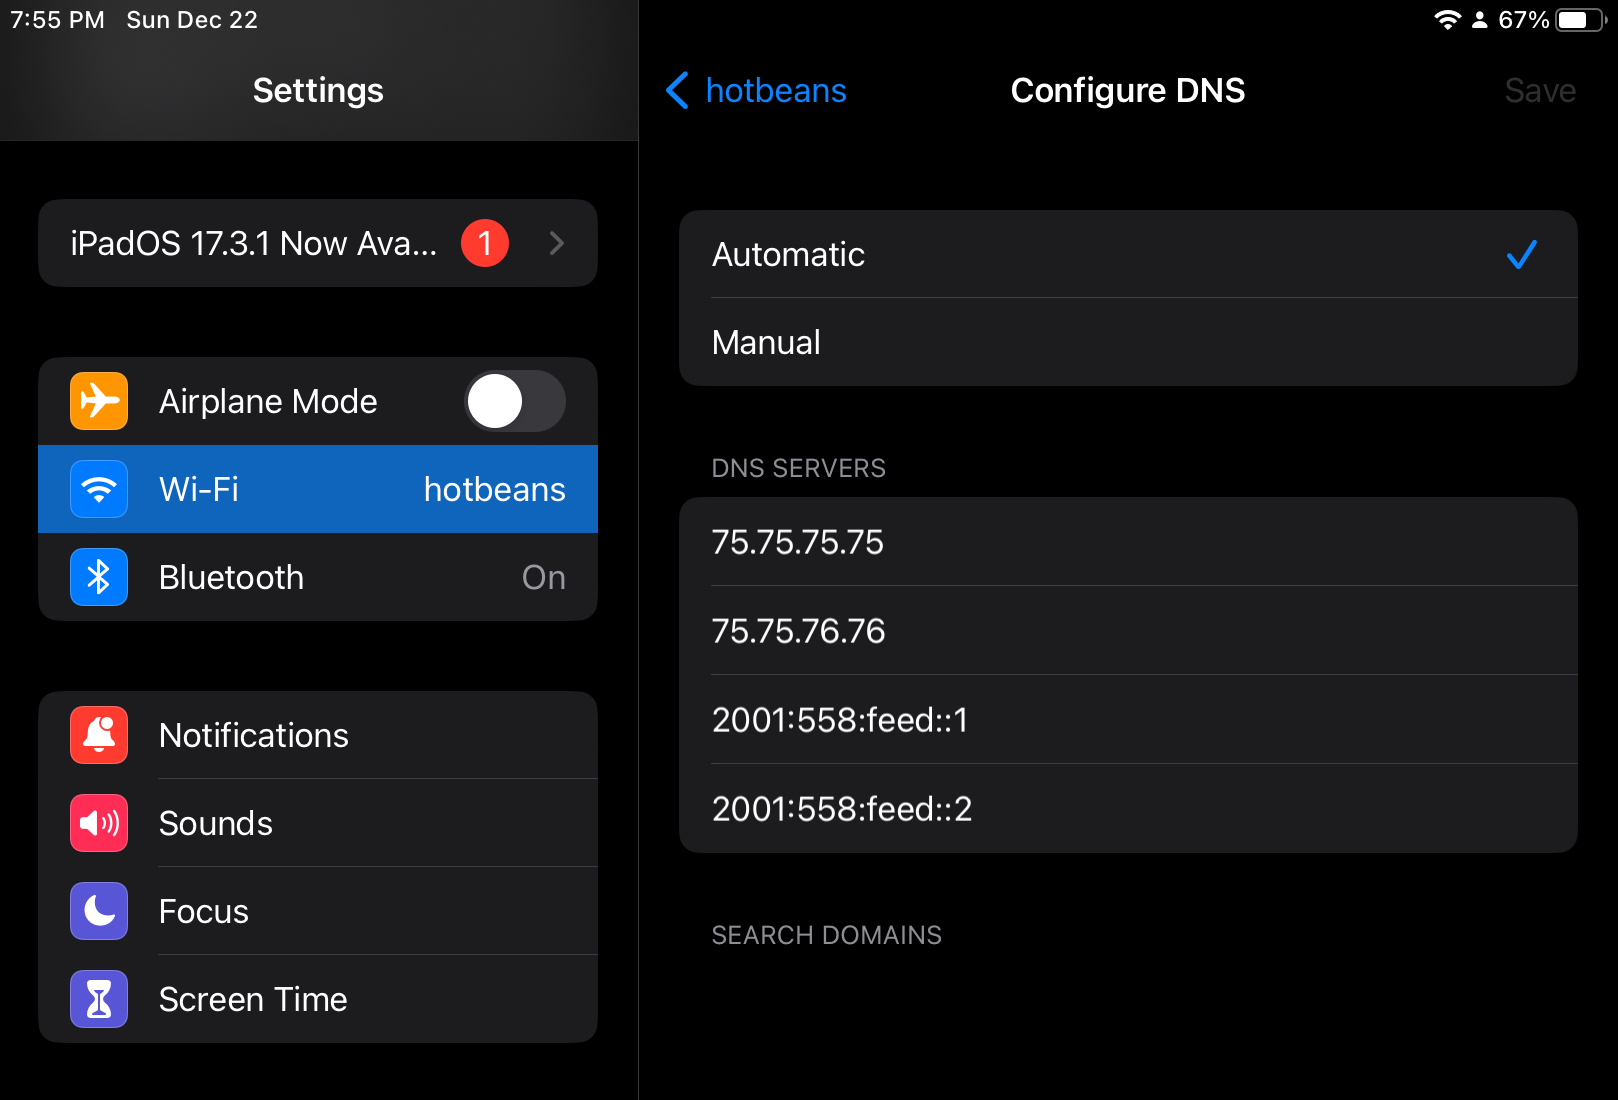 7:55 PM Sun Dec 22
67%
Settings
iPadOS 17.3.1 Now Ava...
1
Airplane Mode
Wi-Fi hotbeans
Bluetooth On
Notifications
Sounds
Focus
Screen Time
hotbeans Configure DNS Save
Automatic
Manual
DNS SERVERS
75.75.75.75
75.75.76.76
2001:558:feed::1
2001:558:feed::2
SEARCH DOMAINS